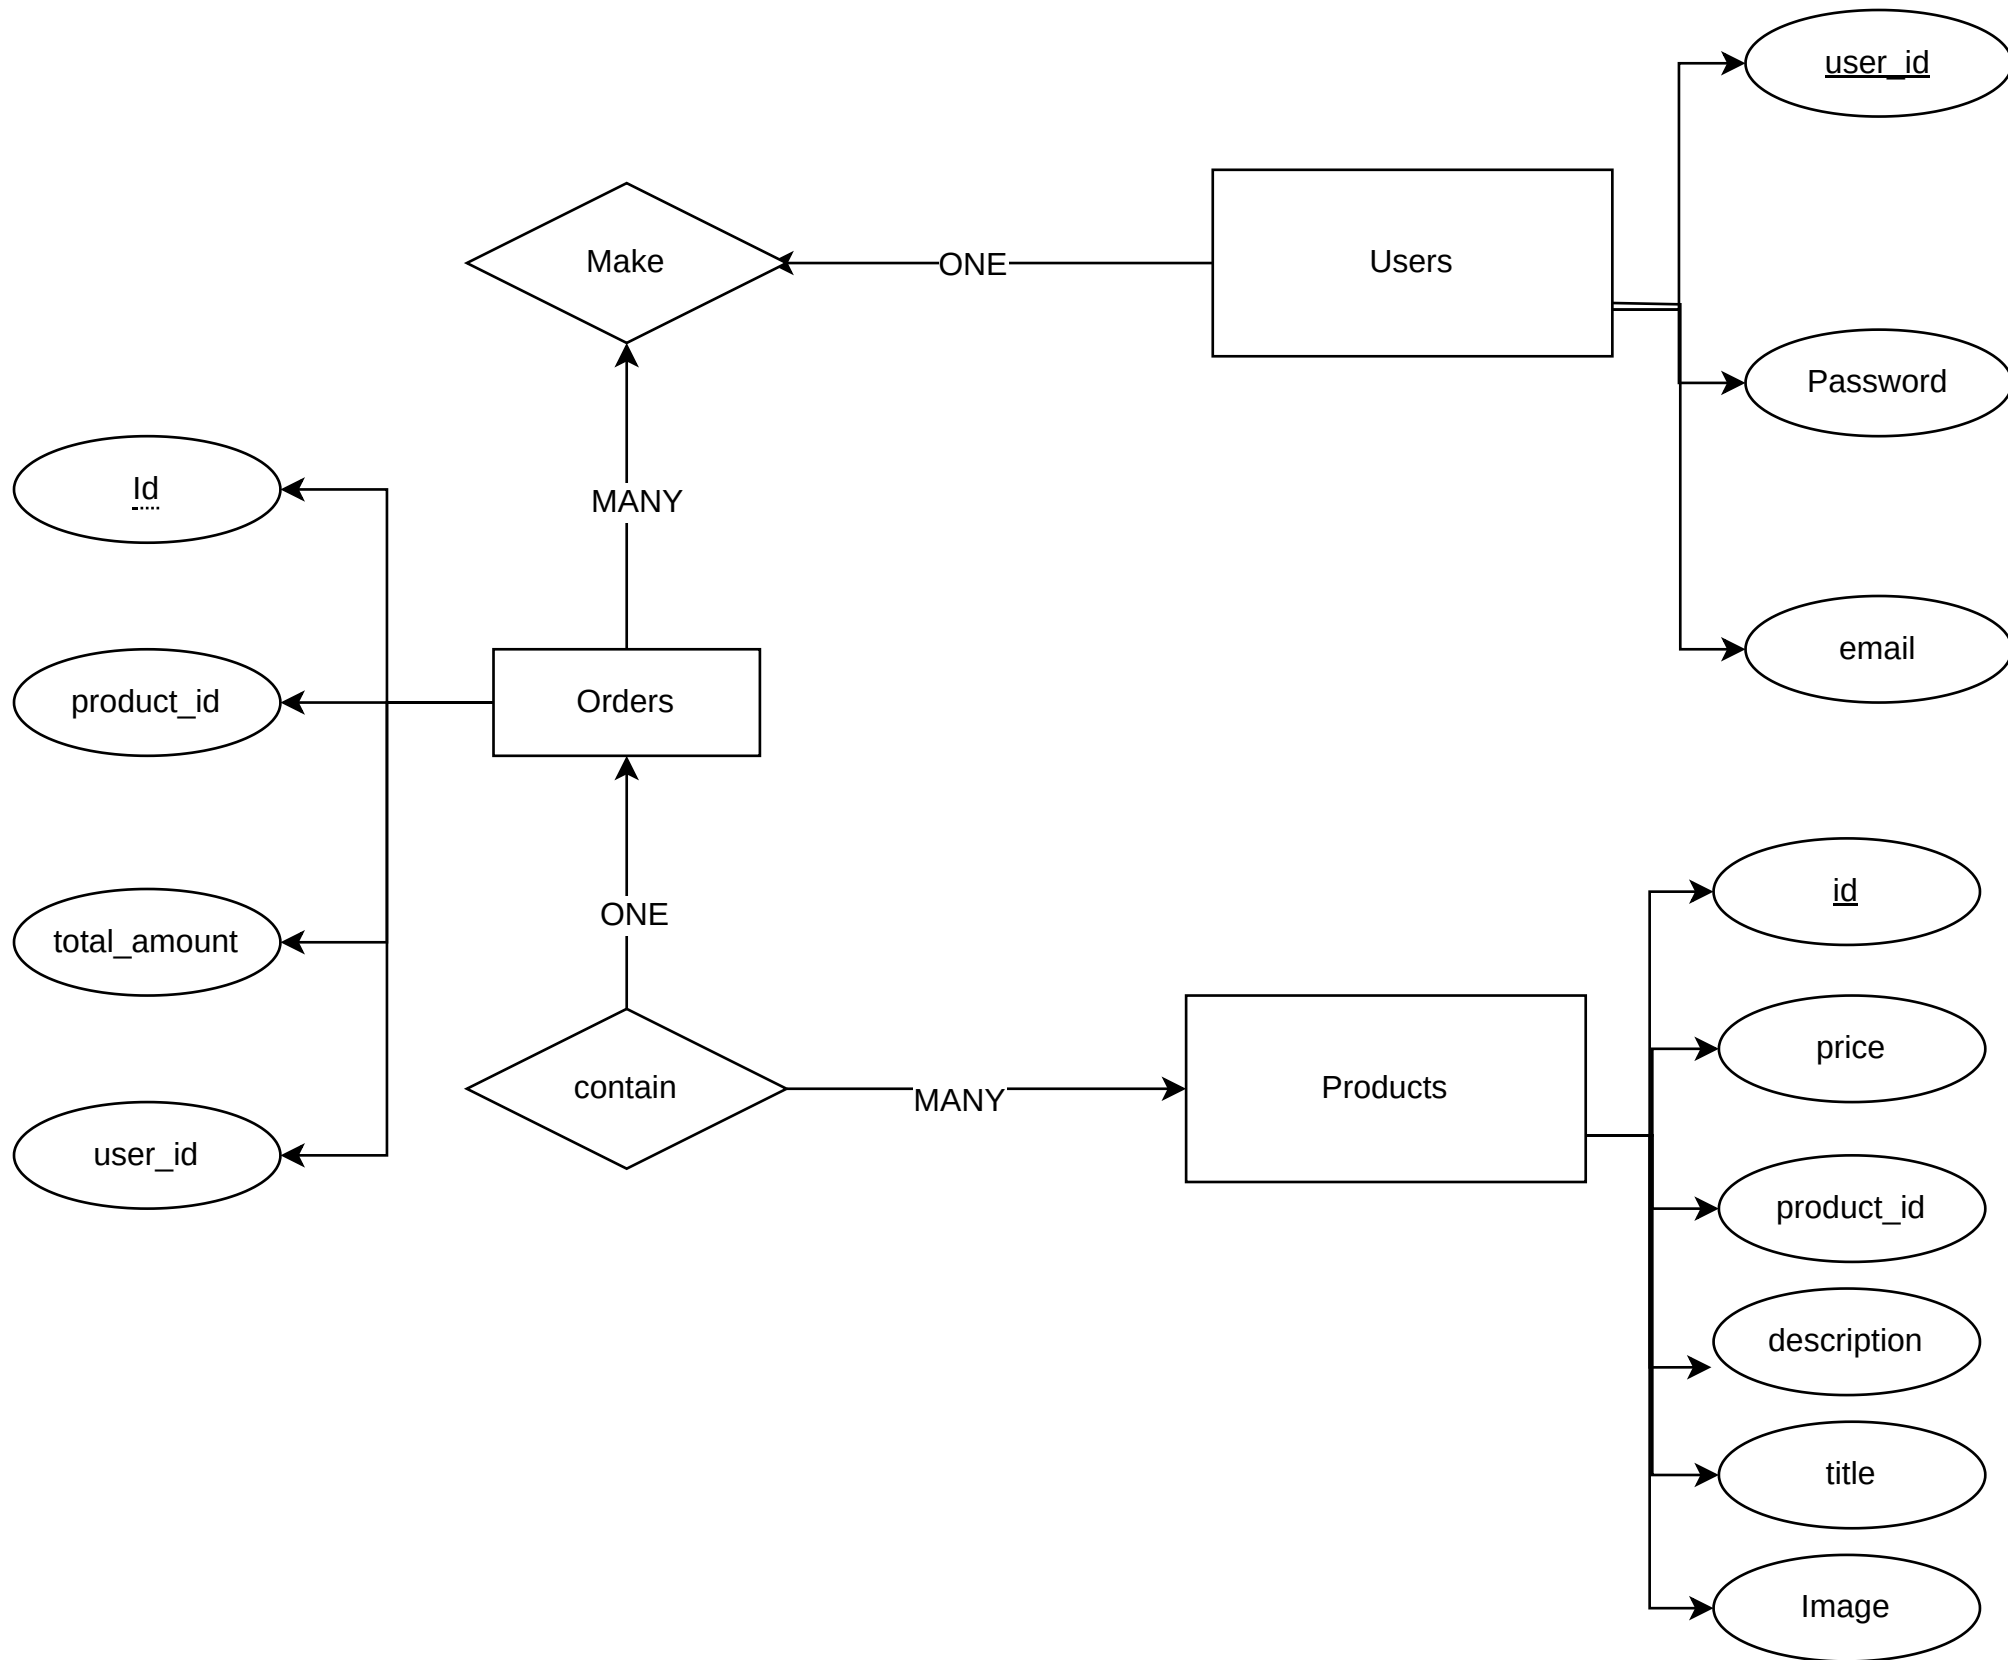 user_id
Make
ONE
Users
Password
Id
MANY
email
product_id
Orders
id
ONE
total_amount
price
contain
MANY
Products
user_id
product_id
description
title
Image